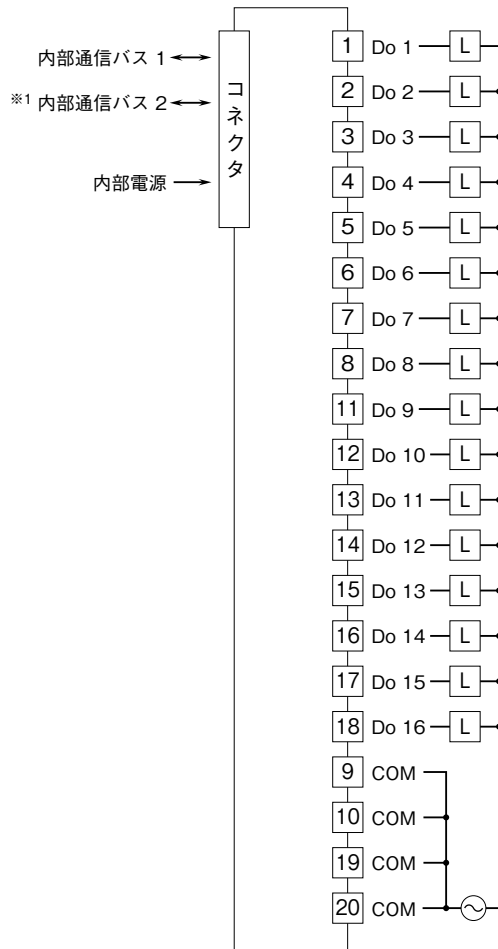 内部通信バス 1
※1 内部通信バス 2
内部電源
コネクタ
1 Do 1 L
2 Do 2 L
3 Do 3 L
4 Do 4 L
5 Do 5 L
6 Do 6 L
7 Do 7 L
8 Do 8 L
11 Do 9 L
12 Do 10 L
13 Do 11 L
14 Do 12 L
15 Do 13 L
16 Do 14 L
17 Do 15 L
18 Do 16 L
9 COM
10 COM
19 COM
20 COM